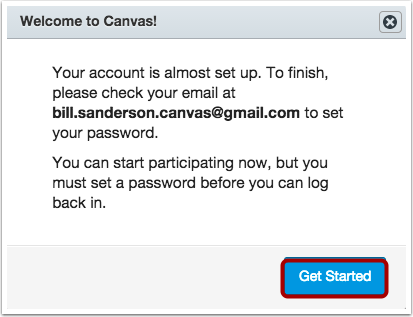 Welcome to Canvas!
Your account is almost set up. To finish,
please check your email at
bill.sanderson.canvas@gmail.com to set
your password.
You can start participating now, but you
must set a password before you can log
back in.
Get Started